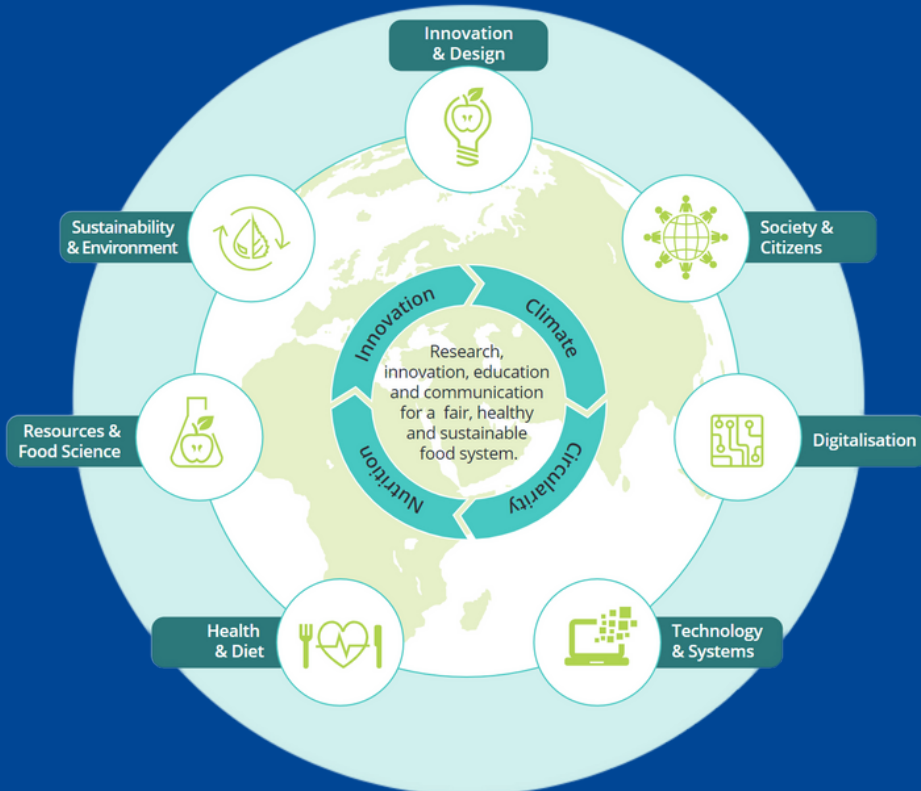 Innovation
& Design
Sustainability
& Environment
Society &
Citizens
Innovation
Climate
Research,
innovation, education
and communication
for a fair, healthy
and sustainable
food system.
Nutrition
Circularity
Resources &
Food Science
Digitalisation
Health
& Diet
Technology
& Systems